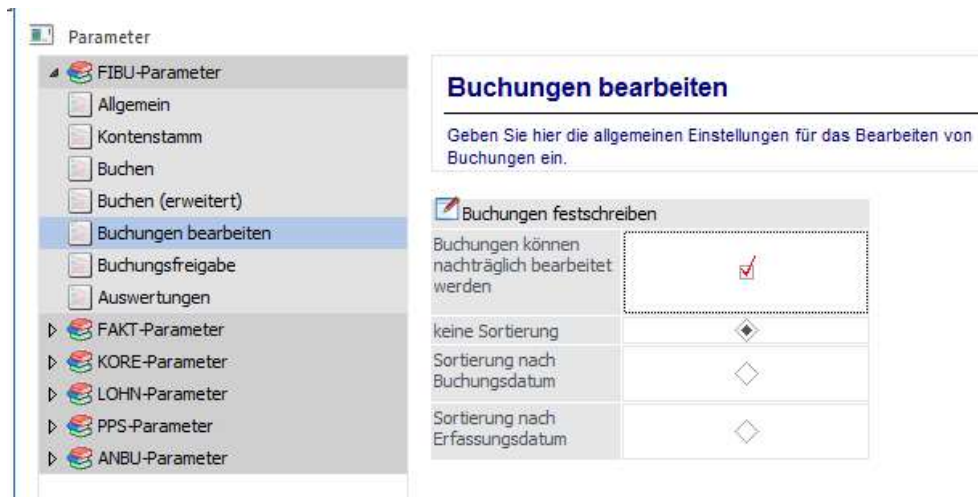 Parameter
FIBU-Parameter
Allgemein
Kontenstamm
Buchen
Buchen (erweitert)
Buchungen bearbeiten
Buchungsfreigabe
Auswertungen
FAKT-Parameter
KORE-Parameter
LOHN-Parameter
PPS-Parameter
ANBU-Parameter
Buchungen bearbeiten
Geben Sie hier die allgemeinen Einstellungen für das Bearbeiten von
Buchungen ein.
Buchungen festschreiben
Buchungen können
nachträglich bearbeitet
werden
keine Sortierung
Sortierung nach
Buchungsdatum
Sortierung nach
Erfassungsdatum